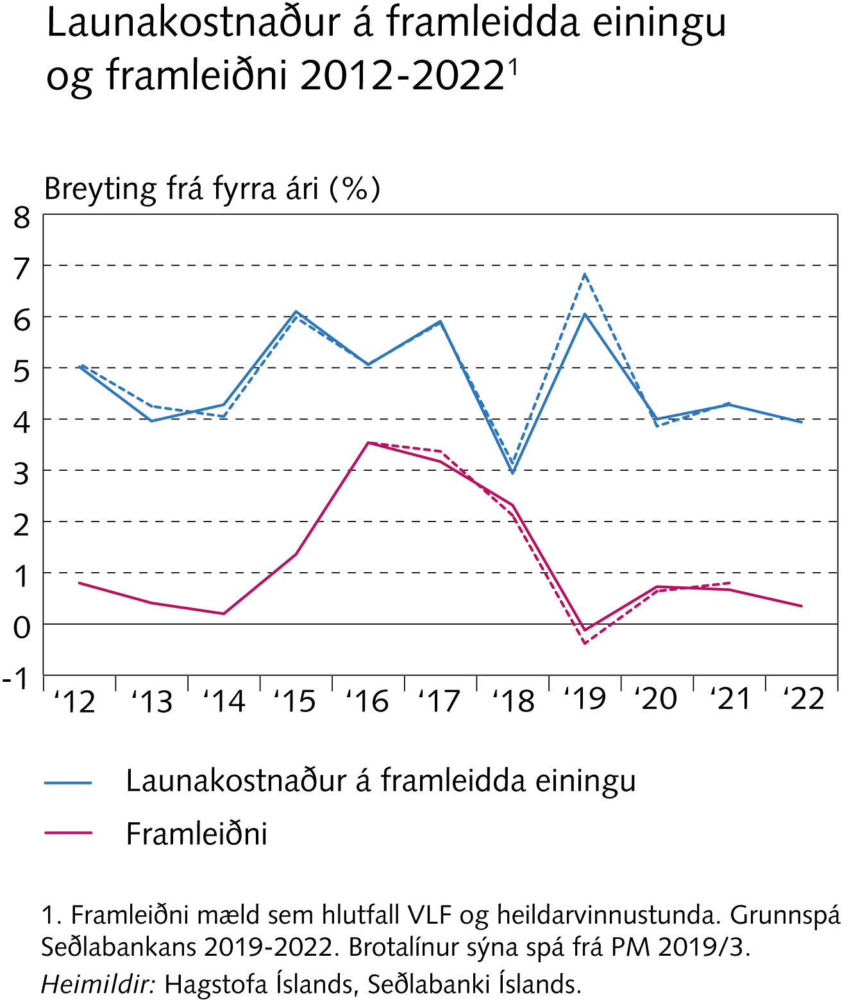 Launakostnaður á framleidda einingu
og framleiðni 2012-2022¹
Breyting frá fyrra ári (%)
8
7
6
5
4
3
2
1
0
-1
‘12 ‘13 ‘14 ‘15 ‘16 ‘17 ‘18 ‘19 ‘20 ‘21 ‘22
Launakostnaður á framleidda einingu
Framleiðni
1. Framleiðni mæld sem hlutfall VLF og heildarvinnustunda. Grunnspá
Seðlabankans 2019-2022. Brotalínur sýna spá frá PM 2019/3.
Heimildir: Hagstofa Íslands, Seðlabanki Íslands.